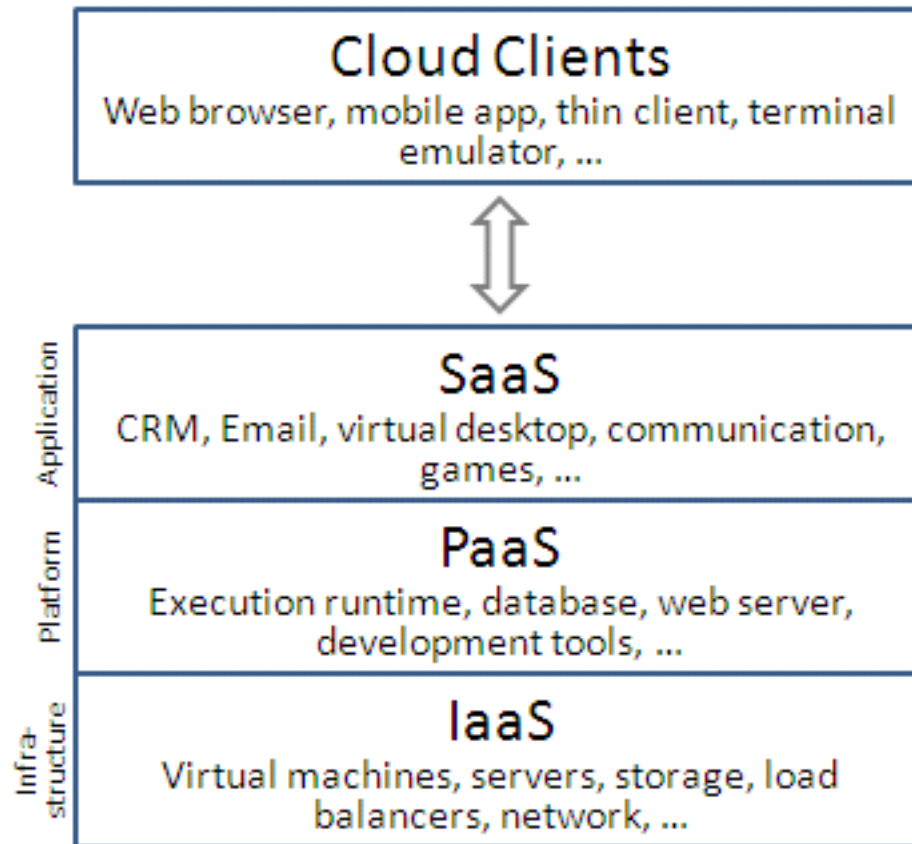 Cloud Clients
Web browser, mobile app, thin client, terminal
emulator, ...
Application
SaaS
CRM, Email, virtual desktop, communication,
games, ...
Platform
PaaS
Execution runtime, database, web server,
development tools, ...
Infra-
structure
IaaS
Virtual machines, servers, storage, load
balancers, network, ...